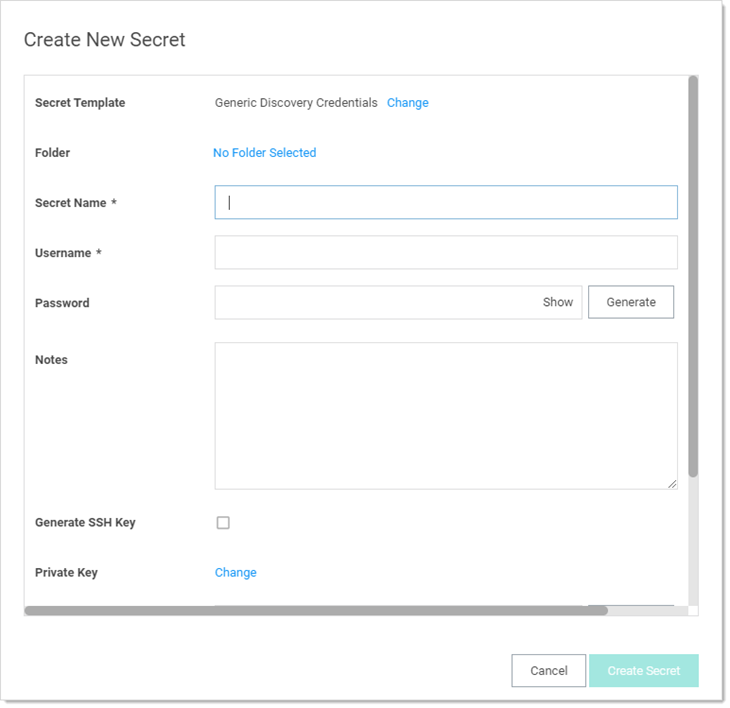 Create New Secret
Secret Template Generic Discovery Credentials Change
Folder No Folder Selected
Secret Name *
Username *
Password Show Generate
Notes
Generate SSH Key
Private Key Change
Cancel Create Secret